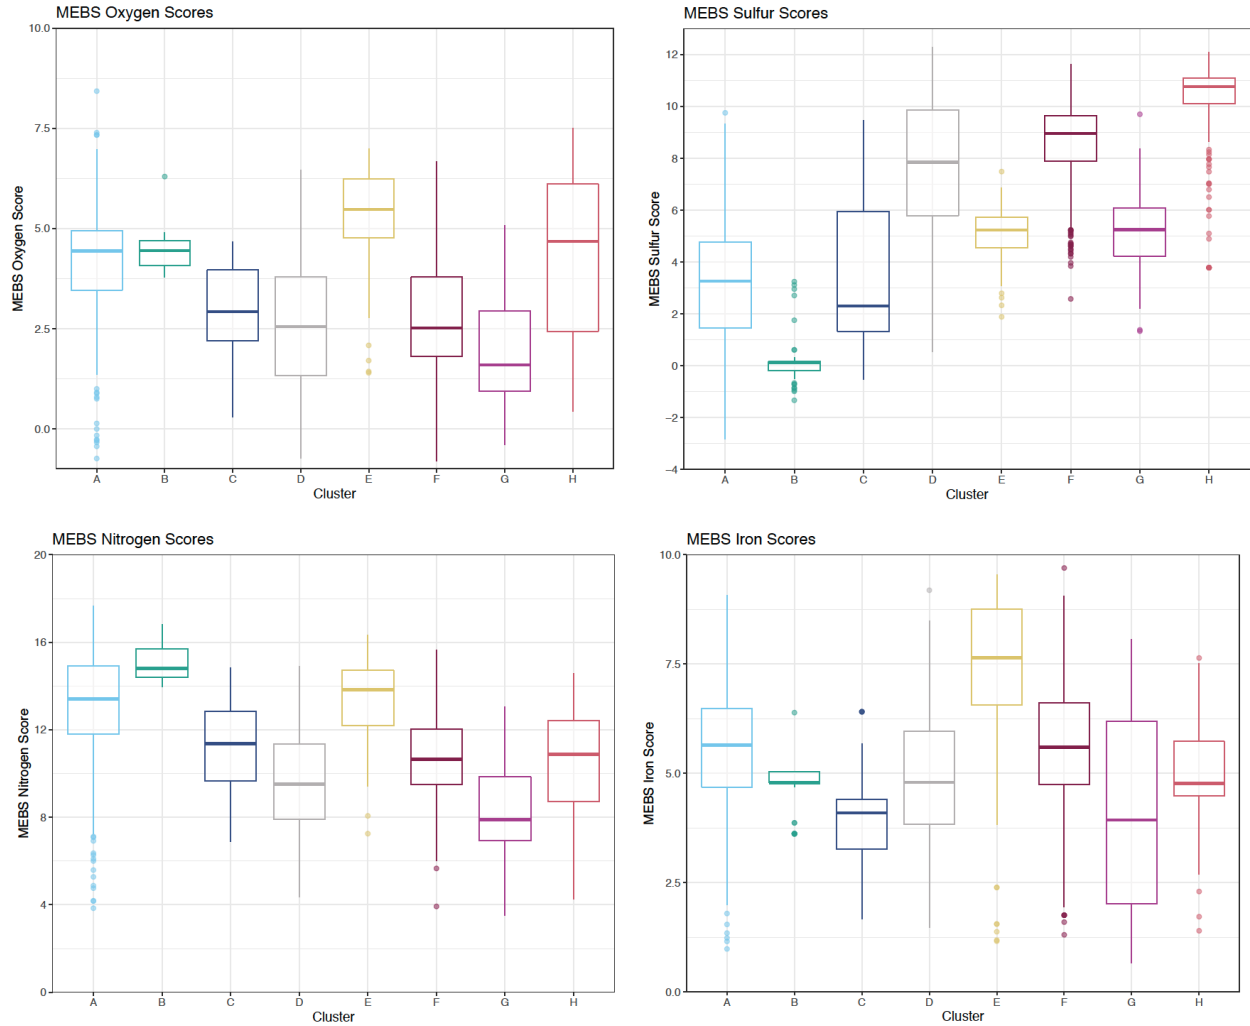 MEBS Oxygen Scores
MEBS Oxygen Score
10.0
7.5
5.0
2.5
0.0
A B C D E F G H
Cluster
MEBS Sulfur Scores
MEBS Sulfur Score
12
10
8
6
4
2
0
−2
−4
A B C D E F G H
Cluster
MEBS Nitrogen Scores
MEBS Nitrogen Score
20
16
12
8
4
0
A B C D E F G H
Cluster
MEBS Iron Scores
MEBS Iron Score
10.0
7.5
5.0
2.5
0.0
A B C D E F G H
Cluster